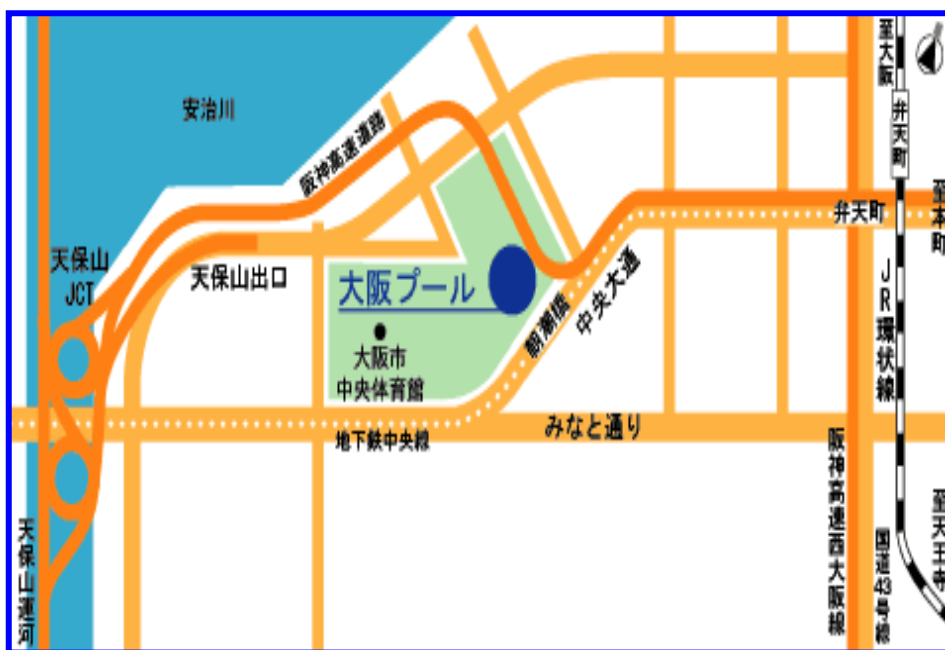 至大阪
安治川
弁天町
阪神高速道路
至本町
弁天町
天保山
JCT
天保山出口
大阪プール
朝潮橋
中央大通
JR環状線
大阪市
中央体育館
みなと通り
地下鉄中央線
阪神高速西大阪線
至天王寺
天保山運河
国道43号線